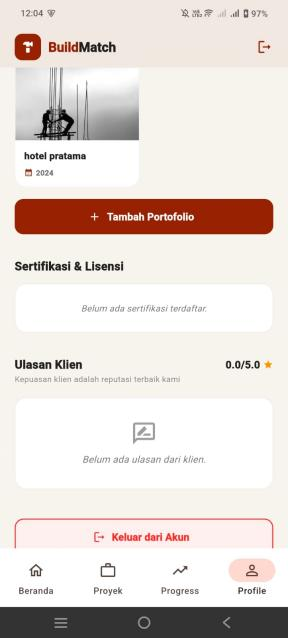 12:04
97%
BuildMatch
hotel pratama
2024
+ Tambah Portofolio
Sertifikasi & Lisensi
Belum ada sertifikasi terdaftar.
Ulasan Klien
0.0/5.0 ★
Kepuasan klien adalah reputasi terbaik kami
Belum ada ulasan dari klien.
Keluar dari Akun
Beranda
Proyek
Progress
Profile